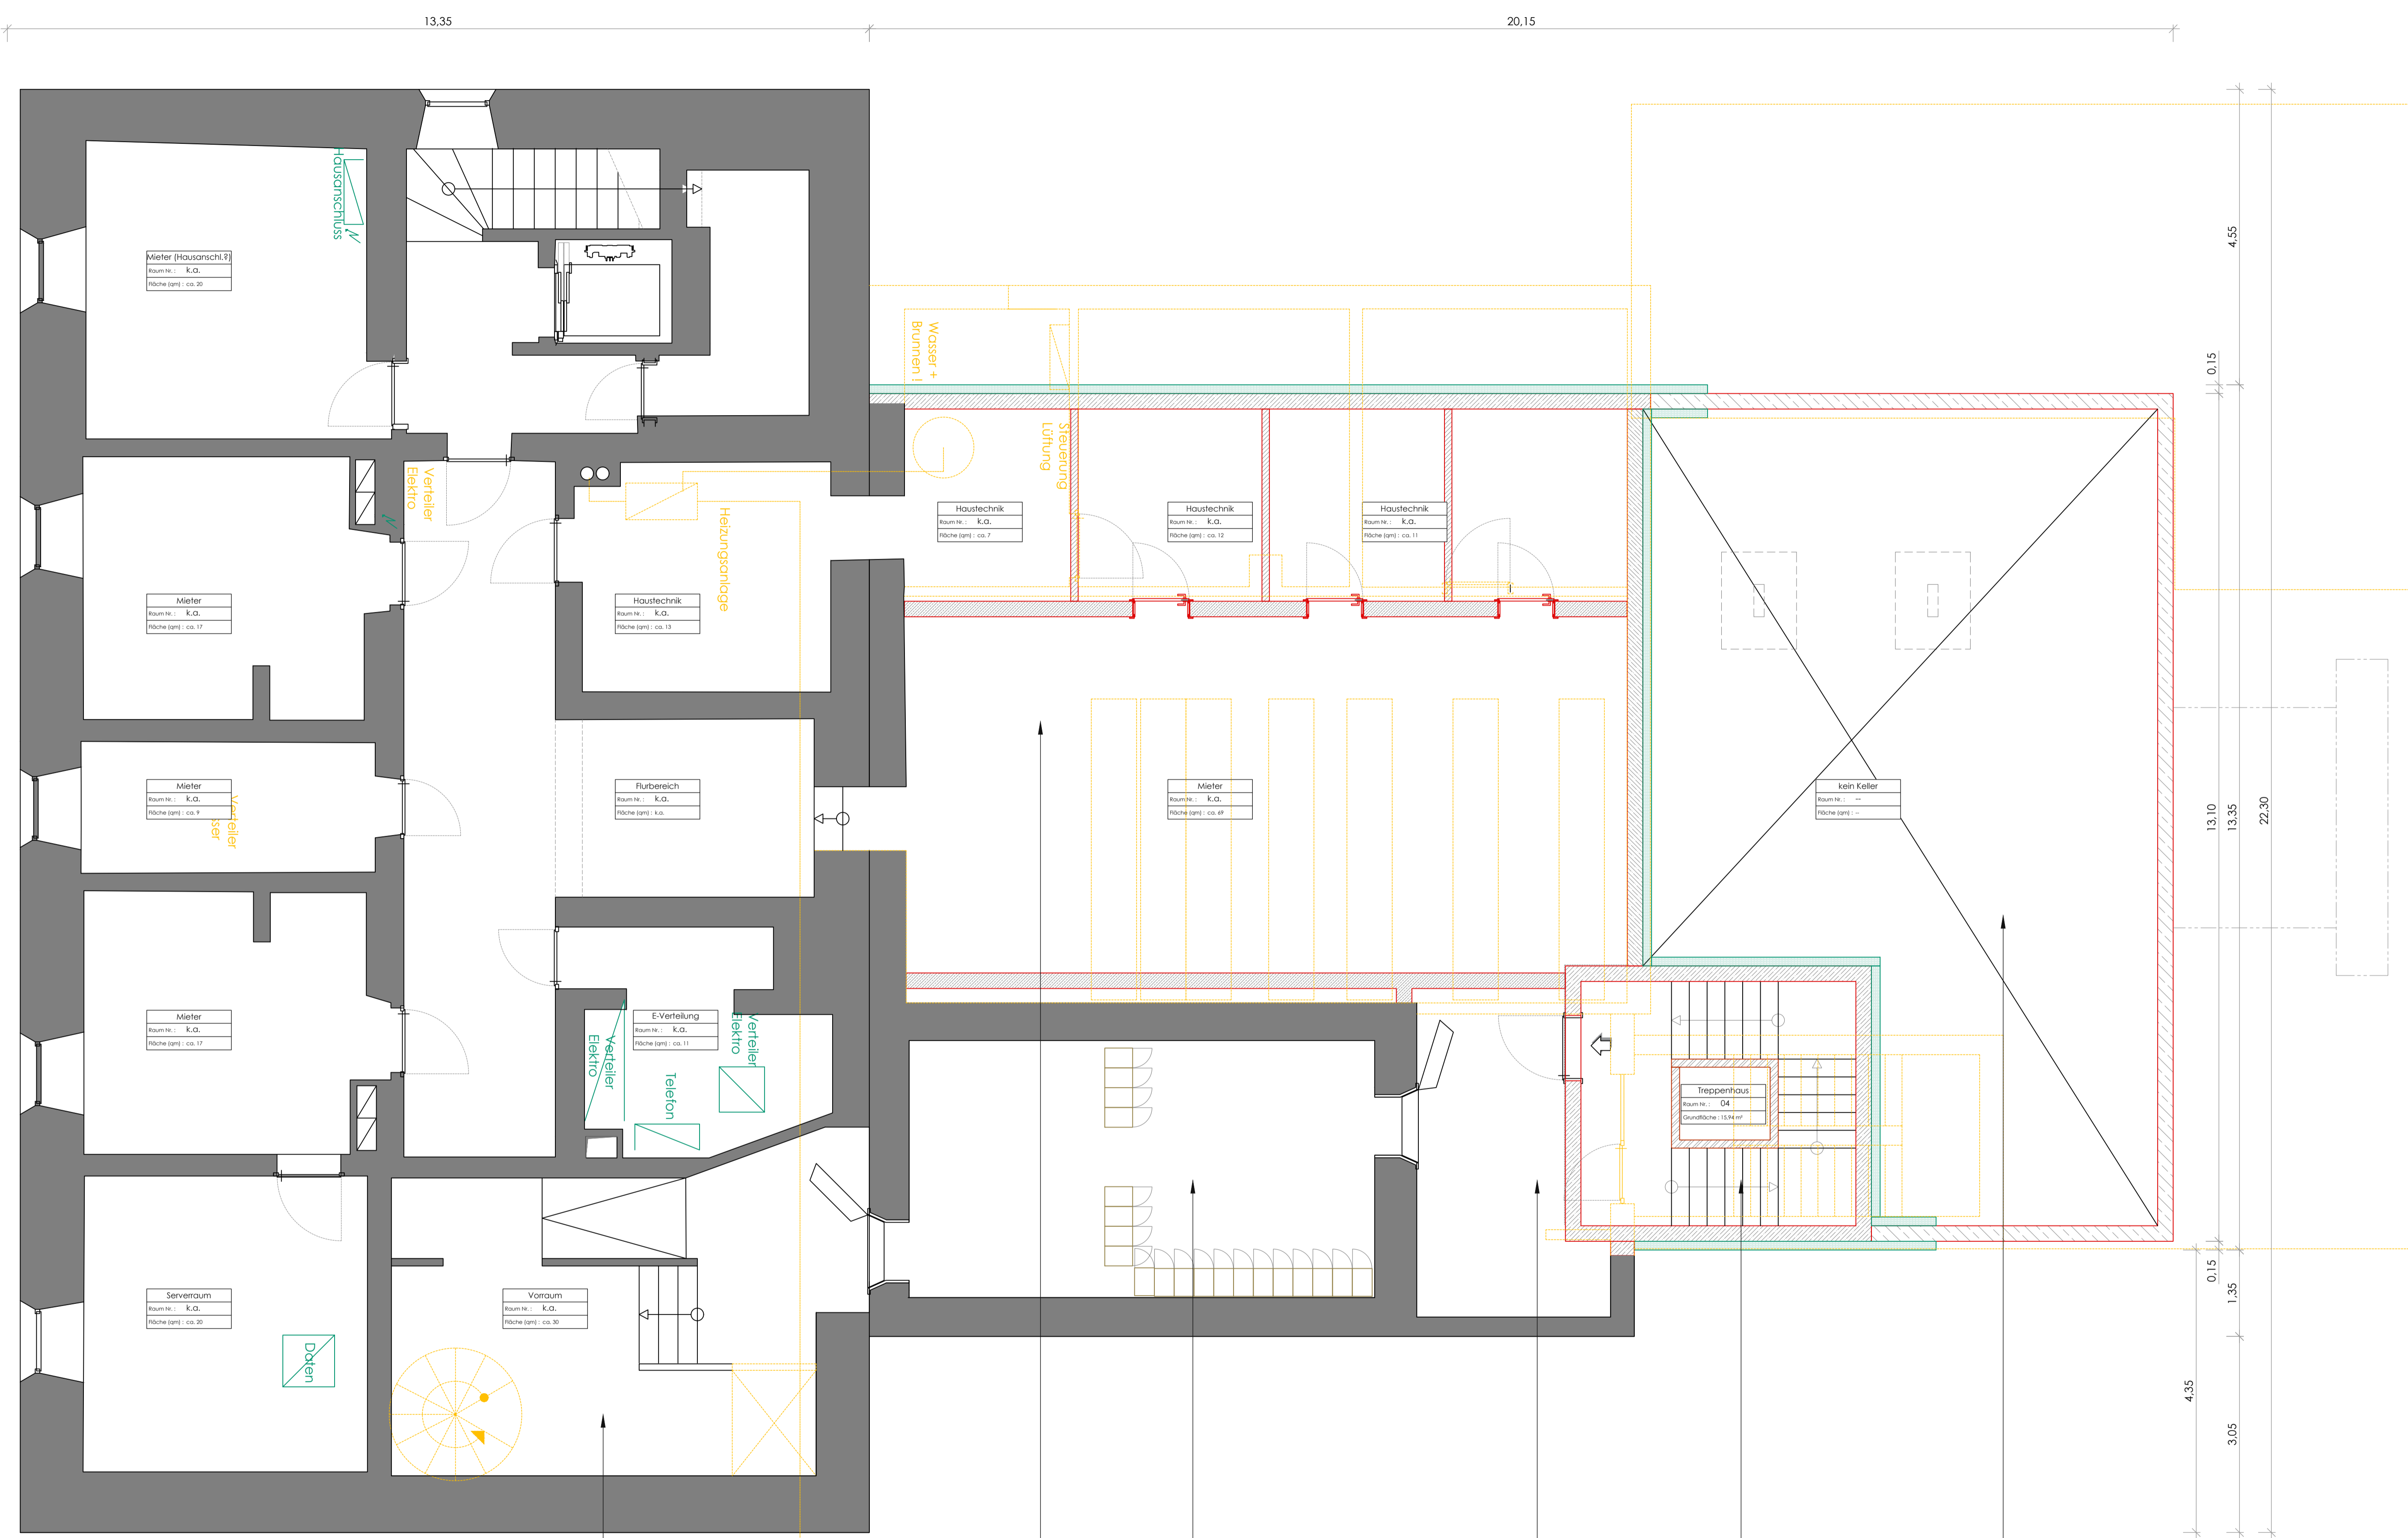 13,35
20,15
Hausanschluss
Mieter (Hausanschl.?)
Raum Nr. : k.a.
Fläche (qm) : ca. 20
4,55
0,15
Wasser +
Brunnen !
Steuerung
Lüftung
Verteiler
Elektro
Heizungsanlage
Haustechnik
Raum Nr. : k.a.
Fläche (qm) : ca. 7
Haustechnik
Raum Nr. : k.a.
Fläche (qm) : ca. 12
Haustechnik
Raum Nr. : k.a.
Fläche (qm) : ca. 11
Mieter
Raum Nr. : k.a.
Fläche (qm) : ca. 17
Haustechnik
Raum Nr. : k.a.
Fläche (qm) : ca. 13
Mieter
Raum Nr. : k.a.
Fläche (qm) : ca. 9
Verteiler
Flurbereich
Raum Nr. : k.a.
Fläche (qm) : k.a.
Mieter
Raum Nr. : k.a.
Fläche (qm) : ca. 69
kein Keller
Raum Nr. : --
Fläche (qm) : --
13,10
13,35
22,30
Mieter
Raum Nr. : k.a.
Fläche (qm) : ca. 17
E-Verteilung
Raum Nr. : k.a.
Fläche (qm) : ca. 11
Verteiler
Elektro
Verteiler
Elektro
Telefon
Treppenhaus
Raum Nr. : 04
Grundfläche : 15,94 m²
Serverraum
Raum Nr. : k.a.
Fläche (qm) : ca. 20
Vorraum
Raum Nr. : k.a.
Fläche (qm) : ca. 30
Daten
0,15
1,35
4,35
3,05